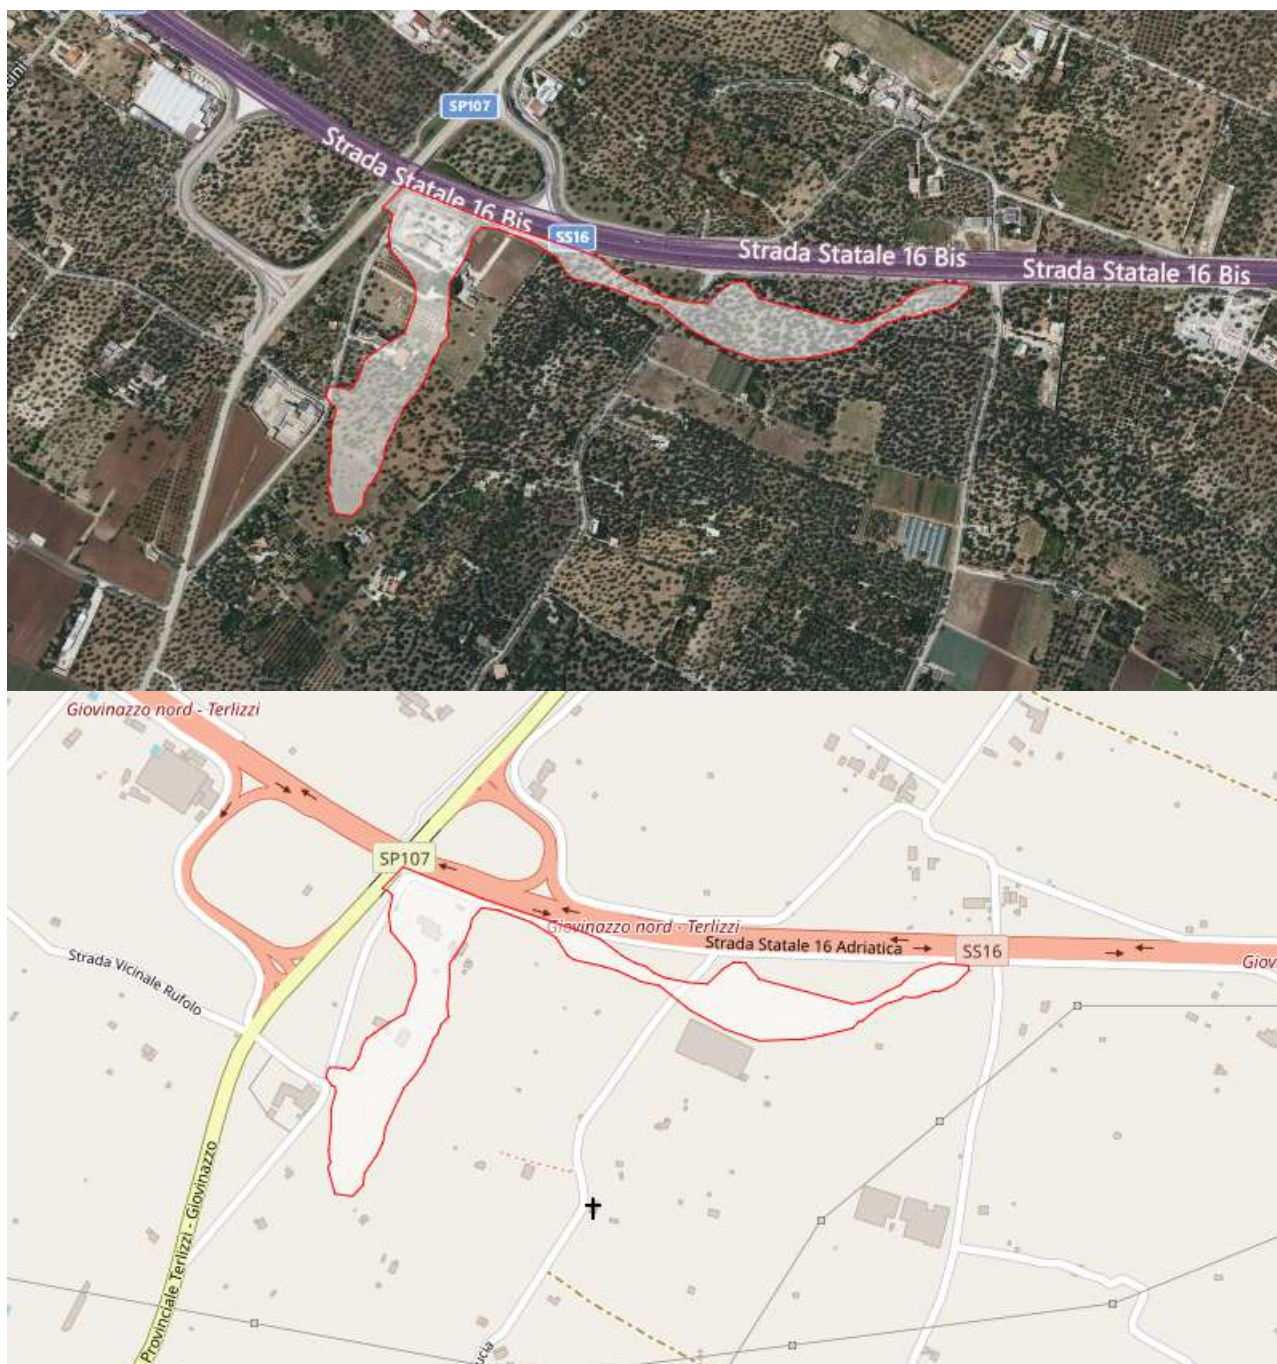 SP107
Strada Statale 16 Bis
SS16
Strada Statale 16 Bis
Strada Statale 16 Bis
Giovinazzo nord - Terlizzi
SP107
Giovinazzo nord - Terlizzi
Strada Statale 16 Adriatica
SS16
Giov
Strada Vicinale Rufolo
Provinciale Terlizzi - Giovinazzo
ucia